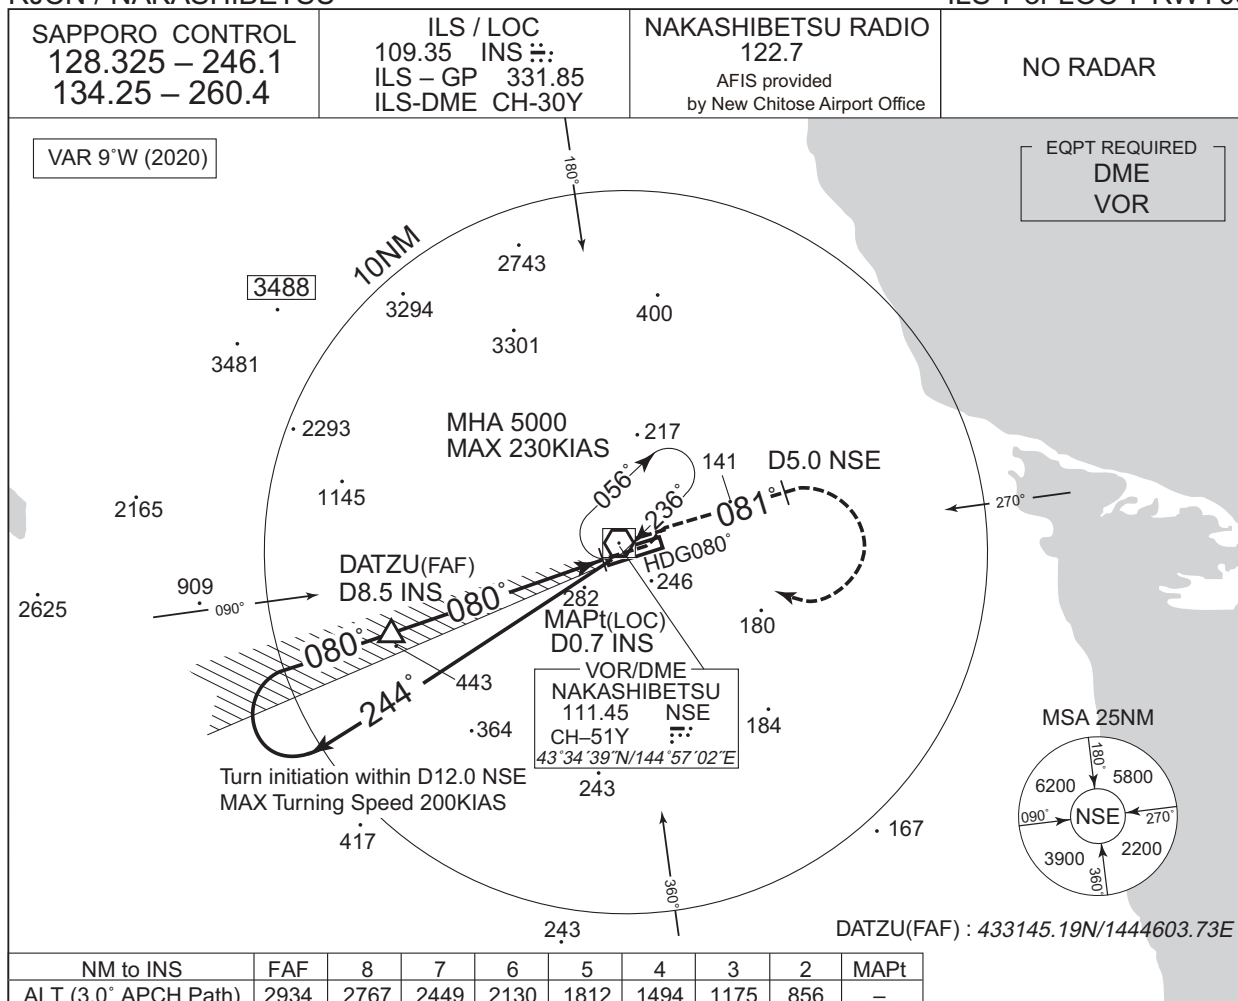 RJCN / NAKASHIBETSU
SAPPORO CONTROL
128.325 – 246.1
134.25 – 260.4
ILS / LOC
109.35 INS
ILS – GP 331.85
ILS-DME CH-30Y
NAKASHIBETSU RADIO
122.7
AFIS provided
by New Chitose Airport Office
NO RADAR
VAR 9°W (2020)
EQPT REQUIRED
DME
VOR
180°
10NM
2743
3488
3294
400
3301
3481
2293
MHA 5000
MAX 230KIAS
217
141
D5.0 NSE
056°
236°
081°
270°
1145
2165
HDG080°
DATZU(FAF)
D8.5 INS
909
090°
2625
080°
282
246
MAPt(LOC)
D0.7 INS
180
080°
443
244°
364
VOR/DME
NAKASHIBETSU
111.45 NSE
CH–51Y
43°34´39˝N/144°57´02˝E
184
243
Turn initiation within D12.0 NSE
MAX Turning Speed 200KIAS
417
167
360°
243
MSA 25NM
180°
6200 5800
090° NSE 270°
3900 2200
360°
DATZU(FAF) : 433145.19N/1444603.73E
NM to INS FAF 8 7 6 5 4 3 2 MAPt
ALT (3.0° APCH Path) 2934 2767 2449 2130 1812 1494 1175 856 –